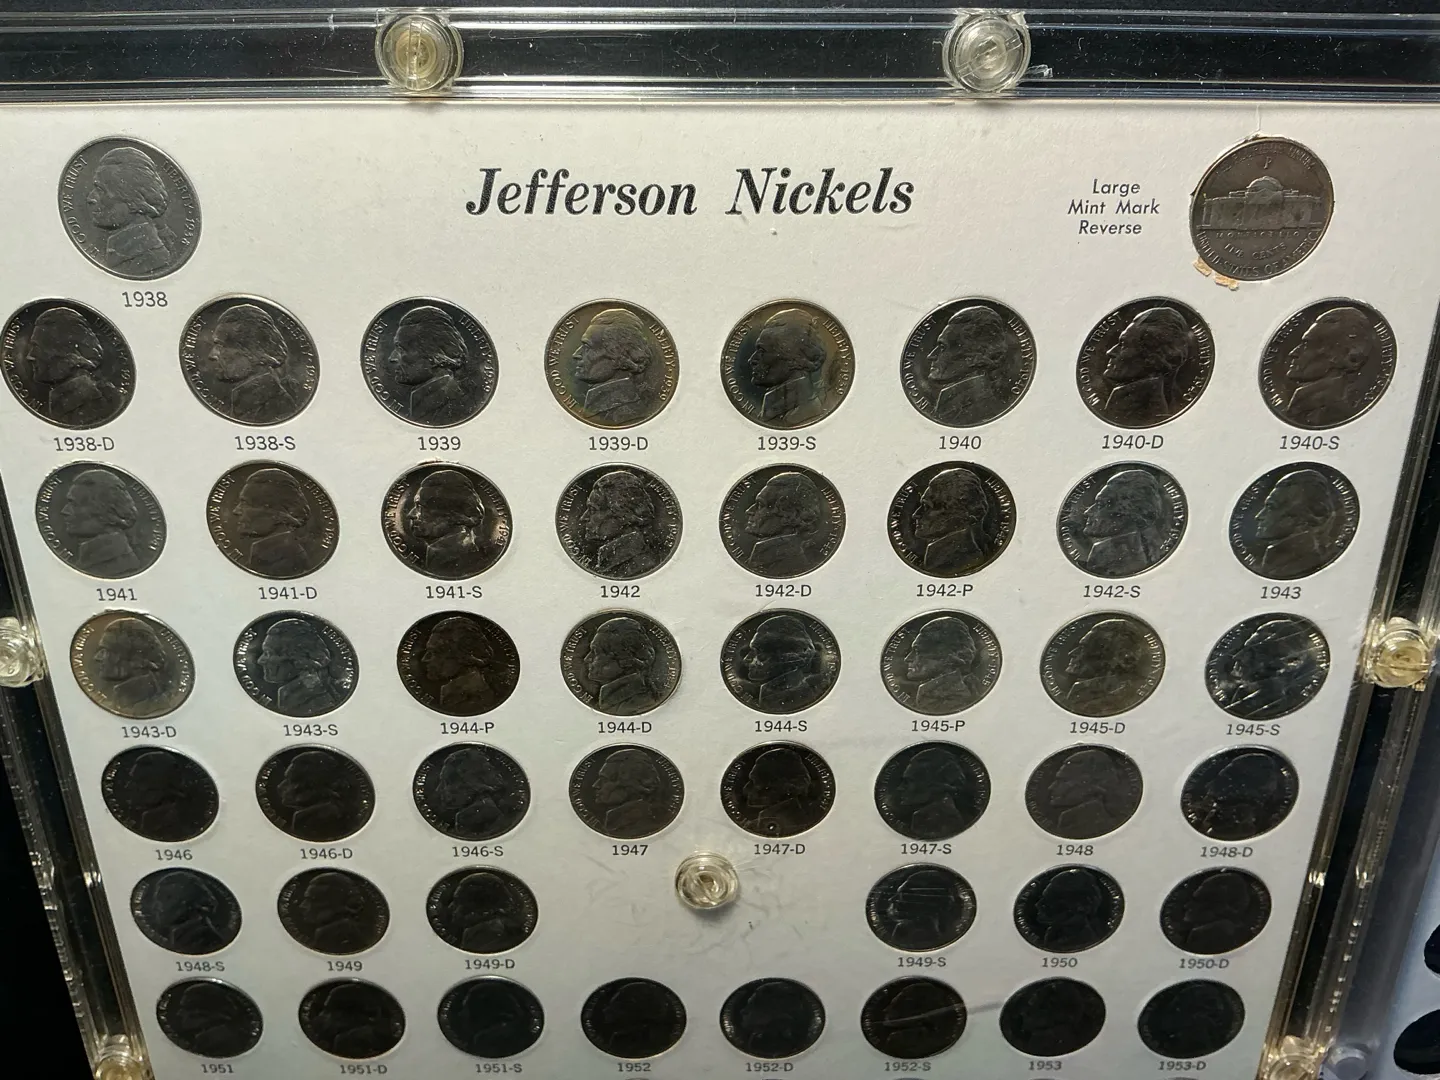 Jefferson Nickels
Large
Mint Mark
Reverse
1938
1938-D 1938-S 1939 1939-D 1939-S 1940 1940-D 1940-S
1941 1941-D 1941-S 1942 1942-D 1942-P 1942-S 1943
1943-D 1943-S 1944-P 1944-D 1944-S 1945-P 1945-D 1945-S
1946 1946-D 1946-S 1947 1947-D 1947-S 1948 1948-D
1948-S 1949 1949-D 1949-S 1950 1950-D
1951 1951-D 1951-S 1952 1952-D 1952-S 1953 1953-D